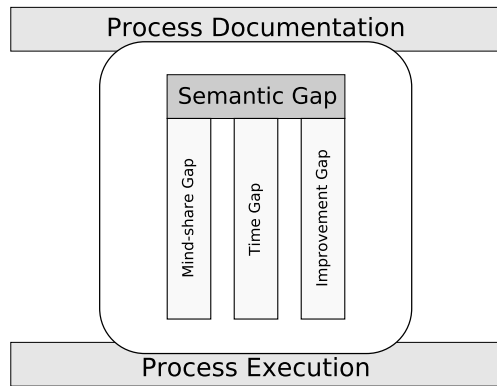 Process Documentation
Semantic Gap
Mind-share Gap
Time Gap
Improvement Gap
Process Execution